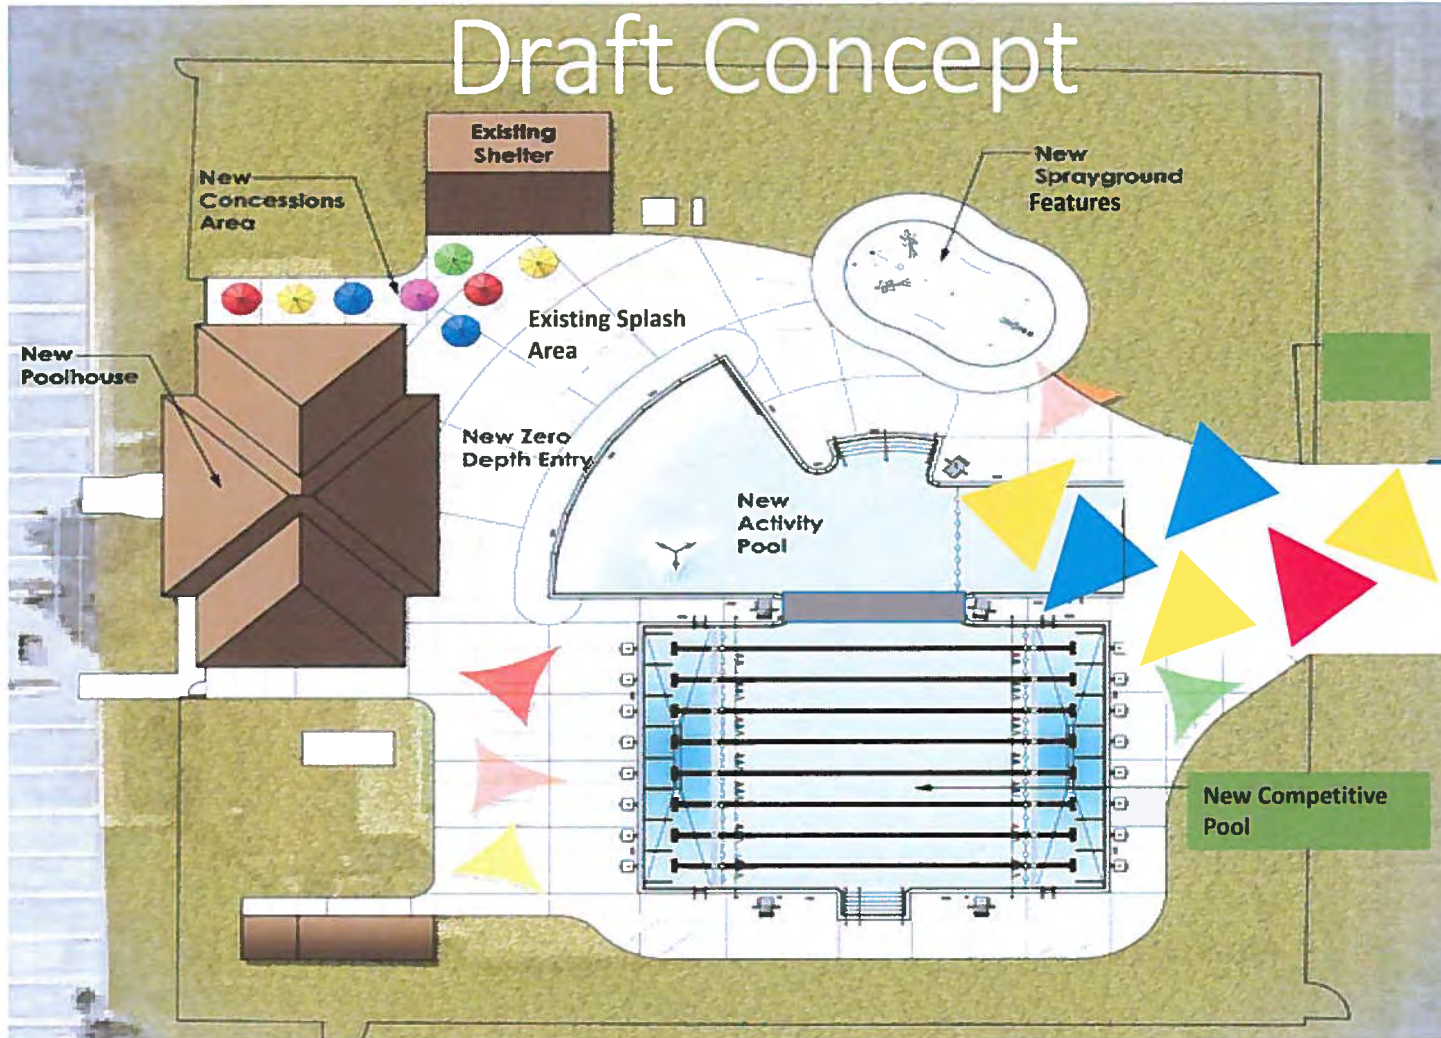 Draft Concept
Existing
Shelter
New
Concessions
Area
New
Sprayground
Features
Existing Splash
Area
New
Poolhouse
New Zero
Depth Entry
New
Activity
Pool
New Competitive
Pool